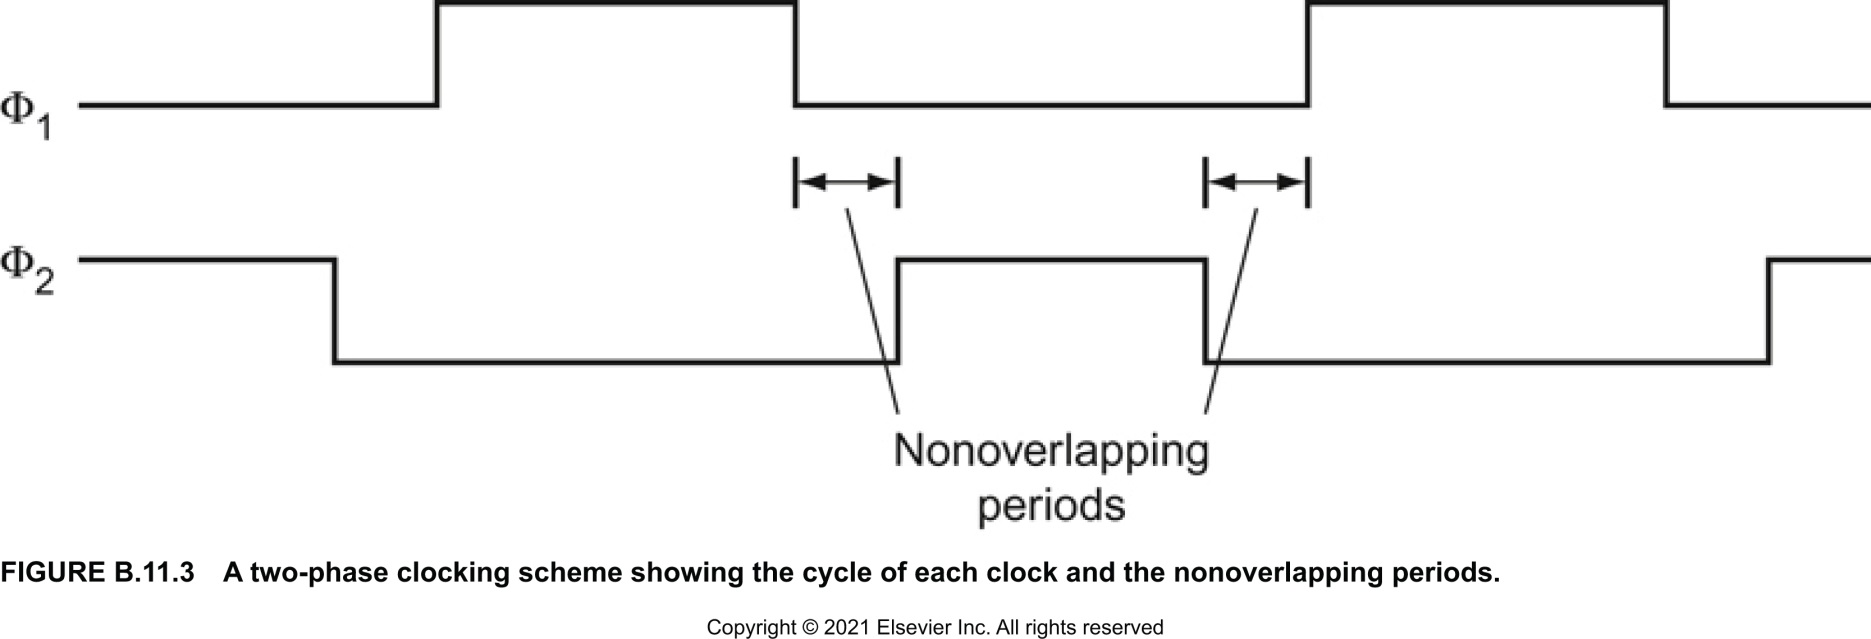 Φ1
Φ2
Nonoverlapping
periods
FIGURE B.11.3 A two-phase clocking scheme showing the cycle of each clock and the nonoverlapping periods.
Copyright © 2021 Elsevier Inc. All rights reserved